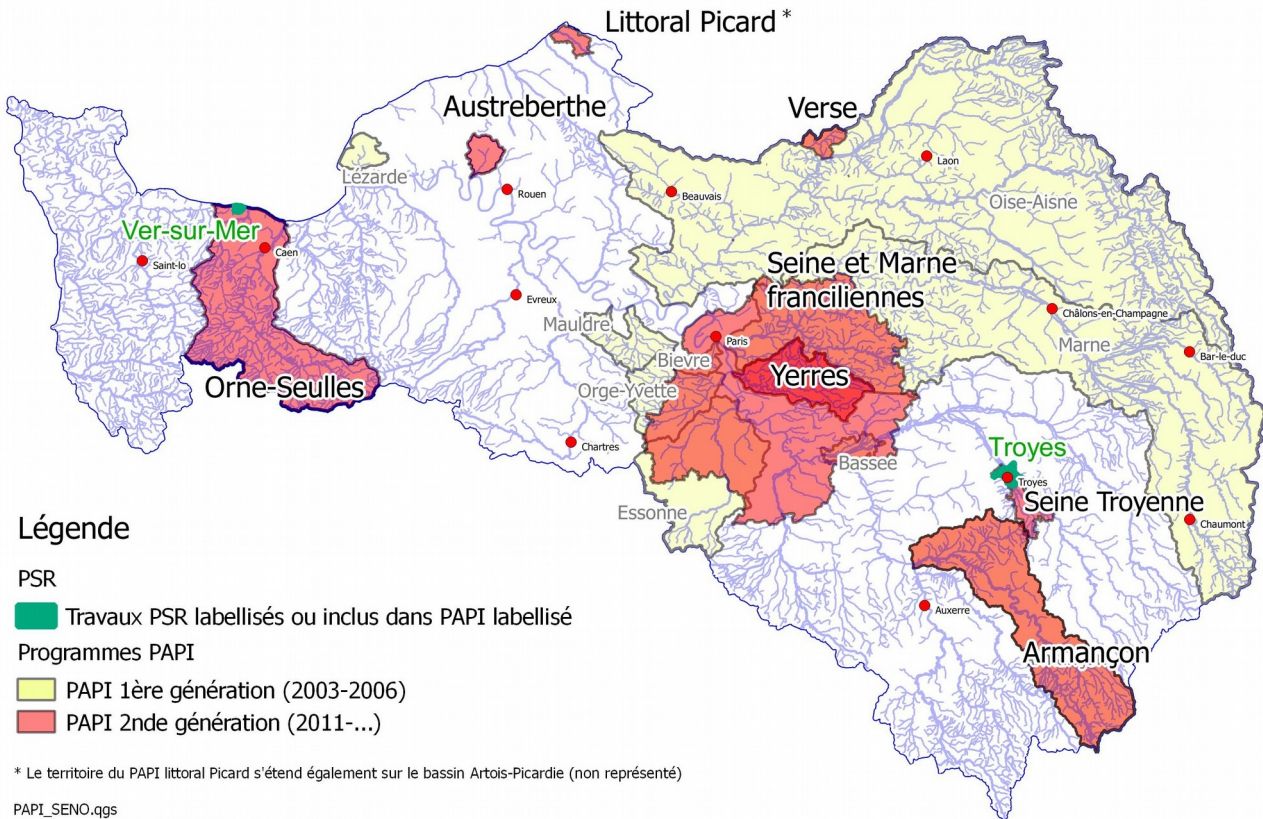 Littoral Picard *
Austreberthe
Verse
Lézarde
Rouen
Beauvais
Laon
Oise-Aisne
Ver-sur-Mer
Saint-lo
Caen
Evreux
Seine et Marne
franciliennes
Mauldre
Bievre
Paris
Châlons-en-Champagne
Marne
Bar-le-duc
Orne-Seulles
Orge-Yvette
Yerres
Chartres
Bassee
Troyes
Troyes
Seine Troyenne
Essonne
Chaumont
Auxerre
Armançon
Légende
PSR
Travaux PSR labellisés ou inclus dans PAPI labellisé
Programmes PAPI
PAPI 1ère génération (2003-2006)
PAPI 2nde génération (2011-...)
* Le territoire du PAPI littoral Picard s'étend également sur le bassin Artois-Picardie (non représenté)
PAPI_SENO.qgs